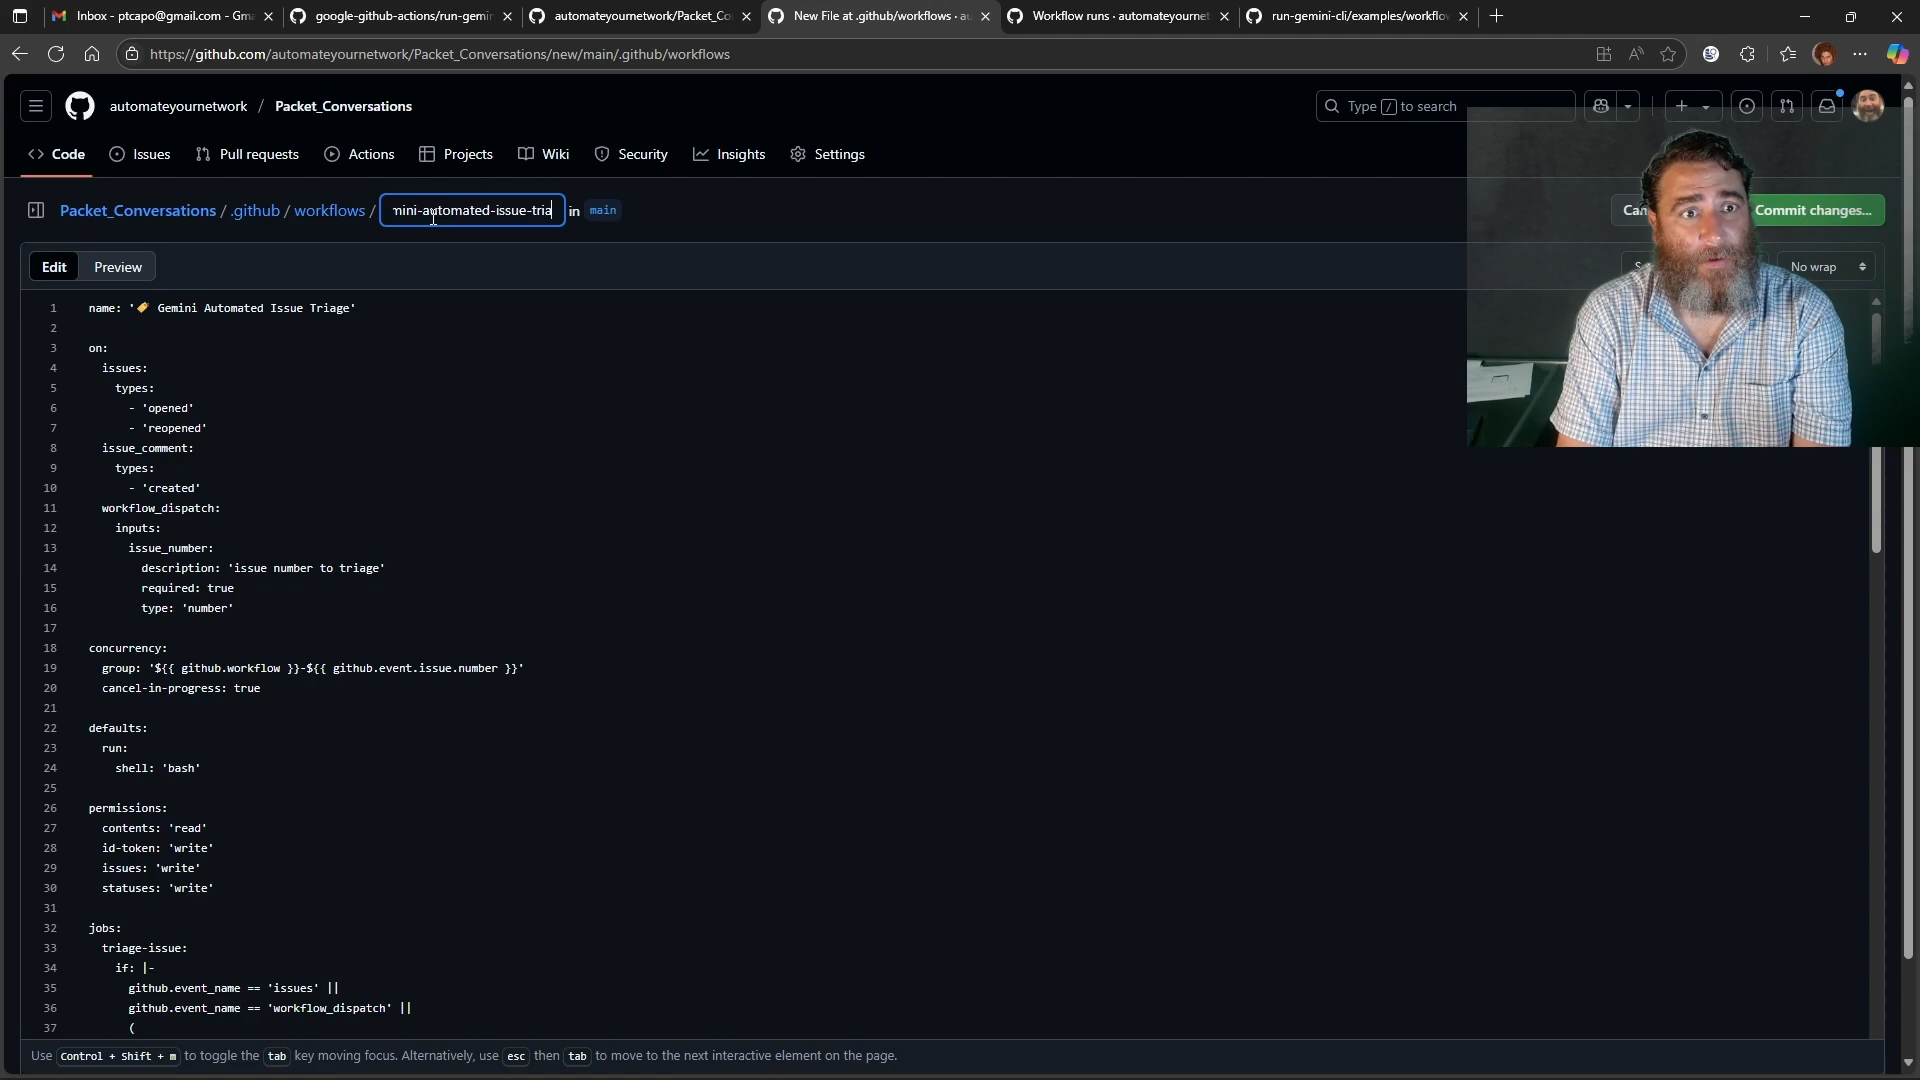 Inbox - ptcapo@gmail.com - Gma
google-github-actions/run-gemin
automateyournetwork/Packet_Co
New File at .github/workflows · au
Workflow runs · automateyournet
run-gemini-cli/examples/workflow
https://github.com/automateyournetwork/Packet_Conversations/new/main/.github/workflows
automateyournetwork / Packet_Conversations
Type / to search
Code
Issues
Pull requests
Actions
Projects
Wiki
Security
Insights
Settings
Packet_Conversations / .github / workflows / mini-automated-issue-tria in main
Commit changes...
Edit
Preview
No wrap
1 name: '🏷️ Gemini Automated Issue Triage'
2
3 on:
4 issues:
5 types:
6 - 'opened'
7 - 'reopened'
8 issue_comment:
9 types:
10 - 'created'
11 workflow_dispatch:
12 inputs:
13 issue_number:
14 description: 'issue number to triage'
15 required: true
16 type: 'number'
17
18 concurrency:
19 group: '${{ github.workflow }}-${{ github.event.issue.number }}'
20 cancel-in-progress: true
21
22 defaults:
23 run:
24 shell: 'bash'
25
26 permissions:
27 contents: 'read'
28 id-token: 'write'
29 issues: 'write'
30 statuses: 'write'
31
32 jobs:
33 triage-issue:
34 if: |-
35 github.event_name == 'issues' ||
36 github.event_name == 'workflow_dispatch' ||
37 (
Use Control + Shift + m to toggle the tab key moving focus. Alternatively, use esc then tab to move to the next interactive element on the page.